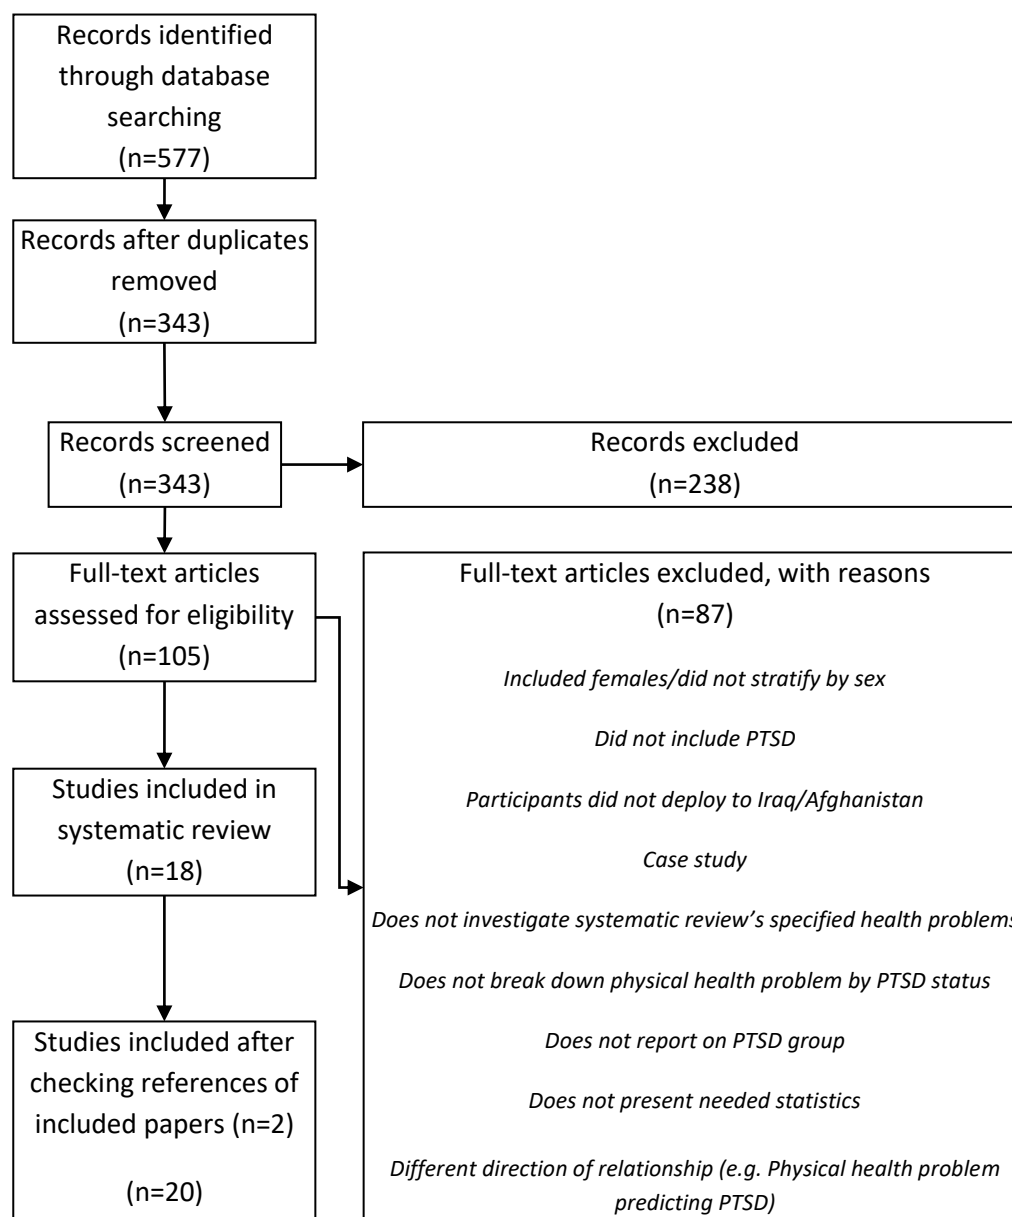 Records identified
through database
searching
(n=577)
Records after duplicates
removed
(n=343)
Records screened
(n=343)
Records excluded
(n=238)
Full-text articles
assessed for eligibility
(n=105)
Full-text articles excluded, with reasons
(n=87)
Included females/did not stratify by sex
Did not include PTSD
Participants did not deploy to Iraq/Afghanistan
Case study
Does not investigate systematic review’s specified health problems
Does not break down physical health problem by PTSD status
Does not report on PTSD group
Does not present needed statistics
Different direction of relationship (e.g. Physical health problem
predicting PTSD)
Studies included in
systematic review
(n=18)
Studies included after
checking references of
included papers (n=2)
(n=20)